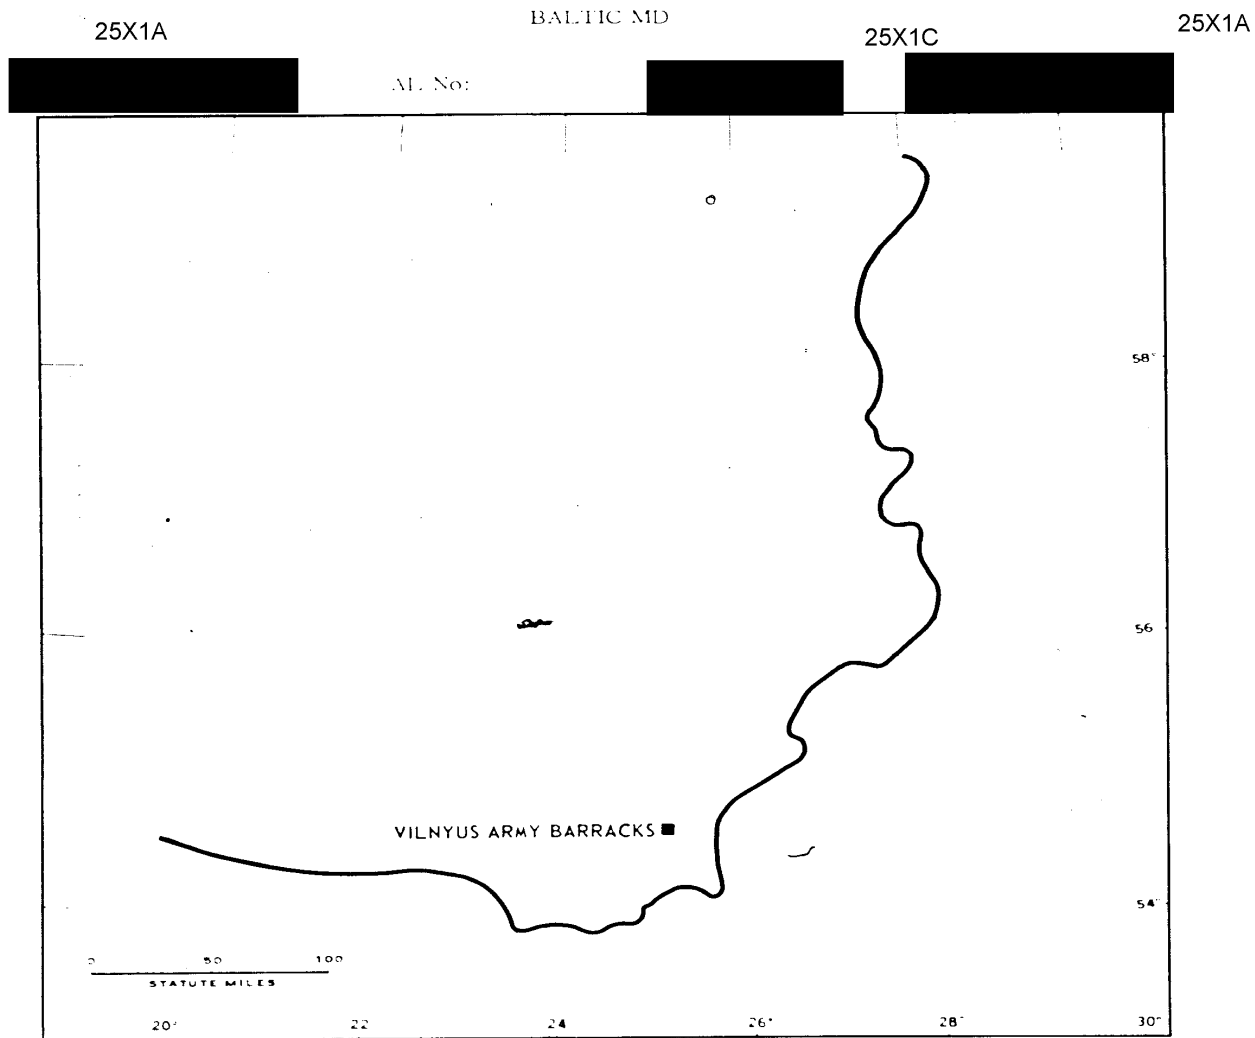 BALTIC MD
25X1A
25X1C
25X1A
AL No:
58°
56
VILNYUS ARMY BARRACKS
54°
0 50 100
STATUTE MILES
20° 22 24 26° 28° 30°